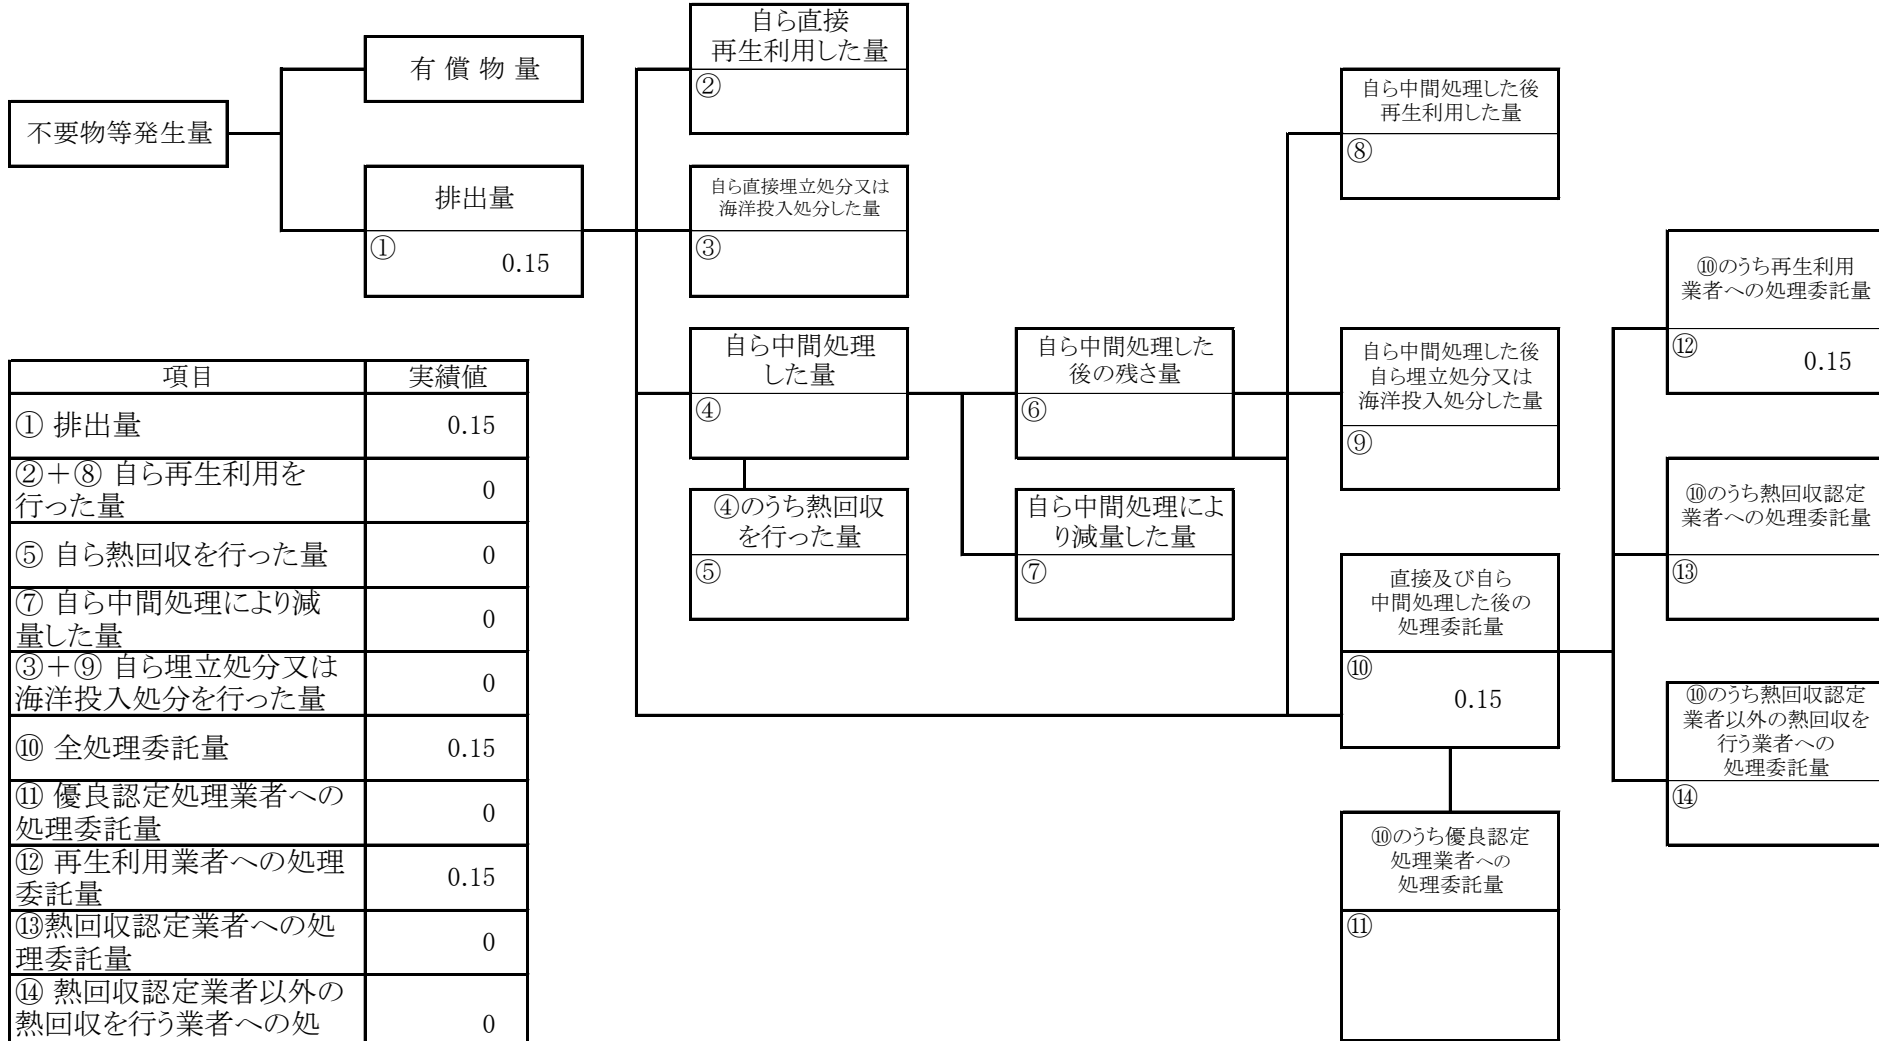 自ら直接
再生利用した量
②
有 償 物 量
不要物等発生量
自ら中間処理した後
再生利用した量
⑧
排出量
①
0.15
自ら直接埋立処分又は
海洋投入処分した量
③
⑩のうち再生利用
業者への処理委託量
⑫
0.15
自ら中間処理
した量
④
自ら中間処理した
後の残さ量
⑥
自ら中間処理した後
自ら埋立処分又は
海洋投入処分した量
⑨
④のうち熱回収
を行った量
⑤
自ら中間処理によ
り減量した量
⑦
⑩のうち熱回収認定
業者への処理委託量
⑬
直接及び自ら
中間処理した後の
処理委託量
⑩
0.15
⑩のうち熱回収認定
業者以外の熱回収を
行う業者への
処理委託量
⑭
⑩のうち優良認定
処理業者への
処理委託量
⑪
項目 実績値
① 排出量 0.15
②＋⑧ 自ら再生利用を
行った量 0
⑤ 自ら熱回収を行った量 0
⑦ 自ら中間処理により減
量した量 0
③＋⑨ 自ら埋立処分又は
海洋投入処分を行った量 0
⑩ 全処理委託量 0.15
⑪ 優良認定処理業者への
処理委託量 0
⑫ 再生利用業者への処理
委託量 0.15
⑬熱回収認定業者への処
理委託量 0
⑭ 熱回収認定業者以外の
熱回収を行う業者への処 0